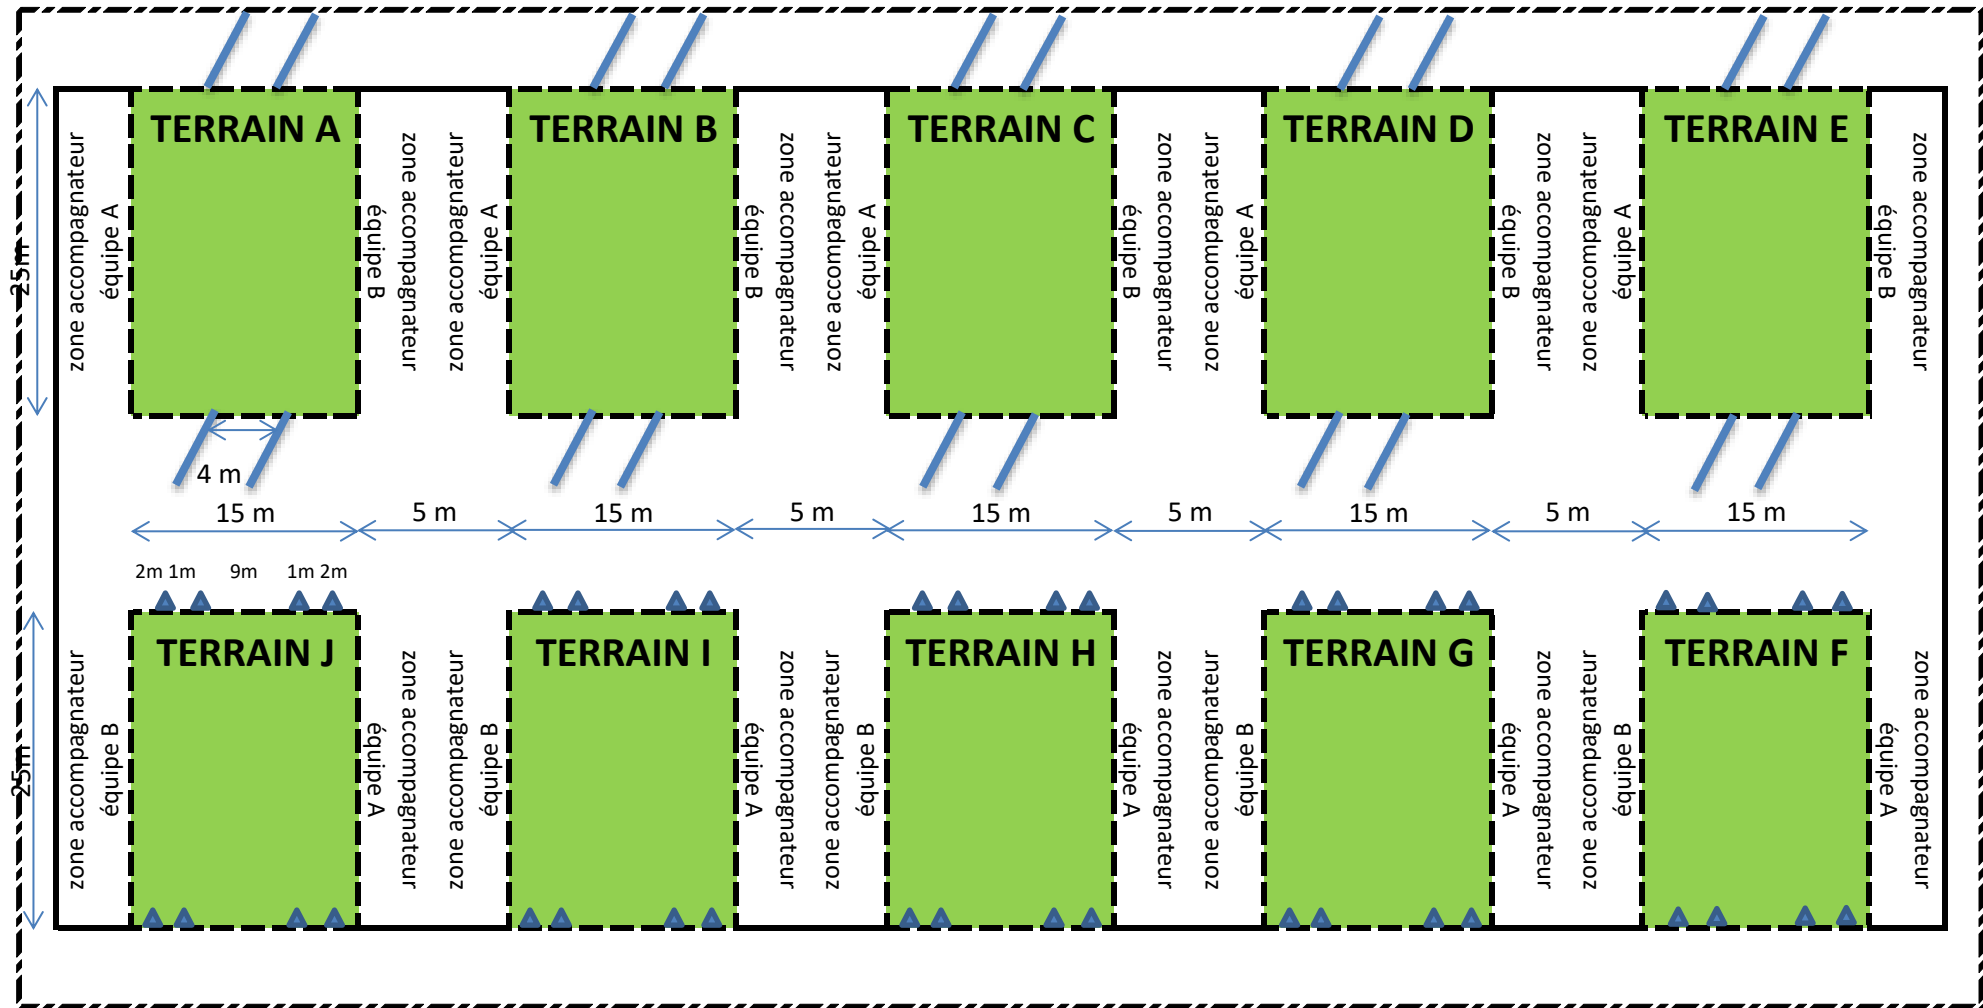 TERRAIN A
TERRAIN B
TERRAIN C
TERRAIN D
TERRAIN E
25m
zone accompagnateur
équipe A
zone accompagnateur
équipe B
zone accompagnateur
équipe A
zone accompagnateur
équipe B
zone accompagnateur
équipe A
zone accompagnateur
équipe B
zone accompagnateur
équipe A
zone accompagnateur
équipe B
zone accompagnateur
équipe A
zone accompagnateur
équipe B
4 m
15 m
5 m
15 m
5 m
15 m
5 m
15 m
5 m
15 m
2m 1m 9m 1m 2m
TERRAIN J
TERRAIN I
TERRAIN H
TERRAIN G
TERRAIN F
25m
zone accompagnateur
équipe B
zone accompagnateur
équipe A
zone accompagnateur
équipe B
zone accompagnateur
équipe A
zone accompagnateur
équipe B
zone accompagnateur
équipe A
zone accompagnateur
équipe B
zone accompagnateur
équipe A
zone accompagnateur
équipe B
zone accompagnateur
équipe A